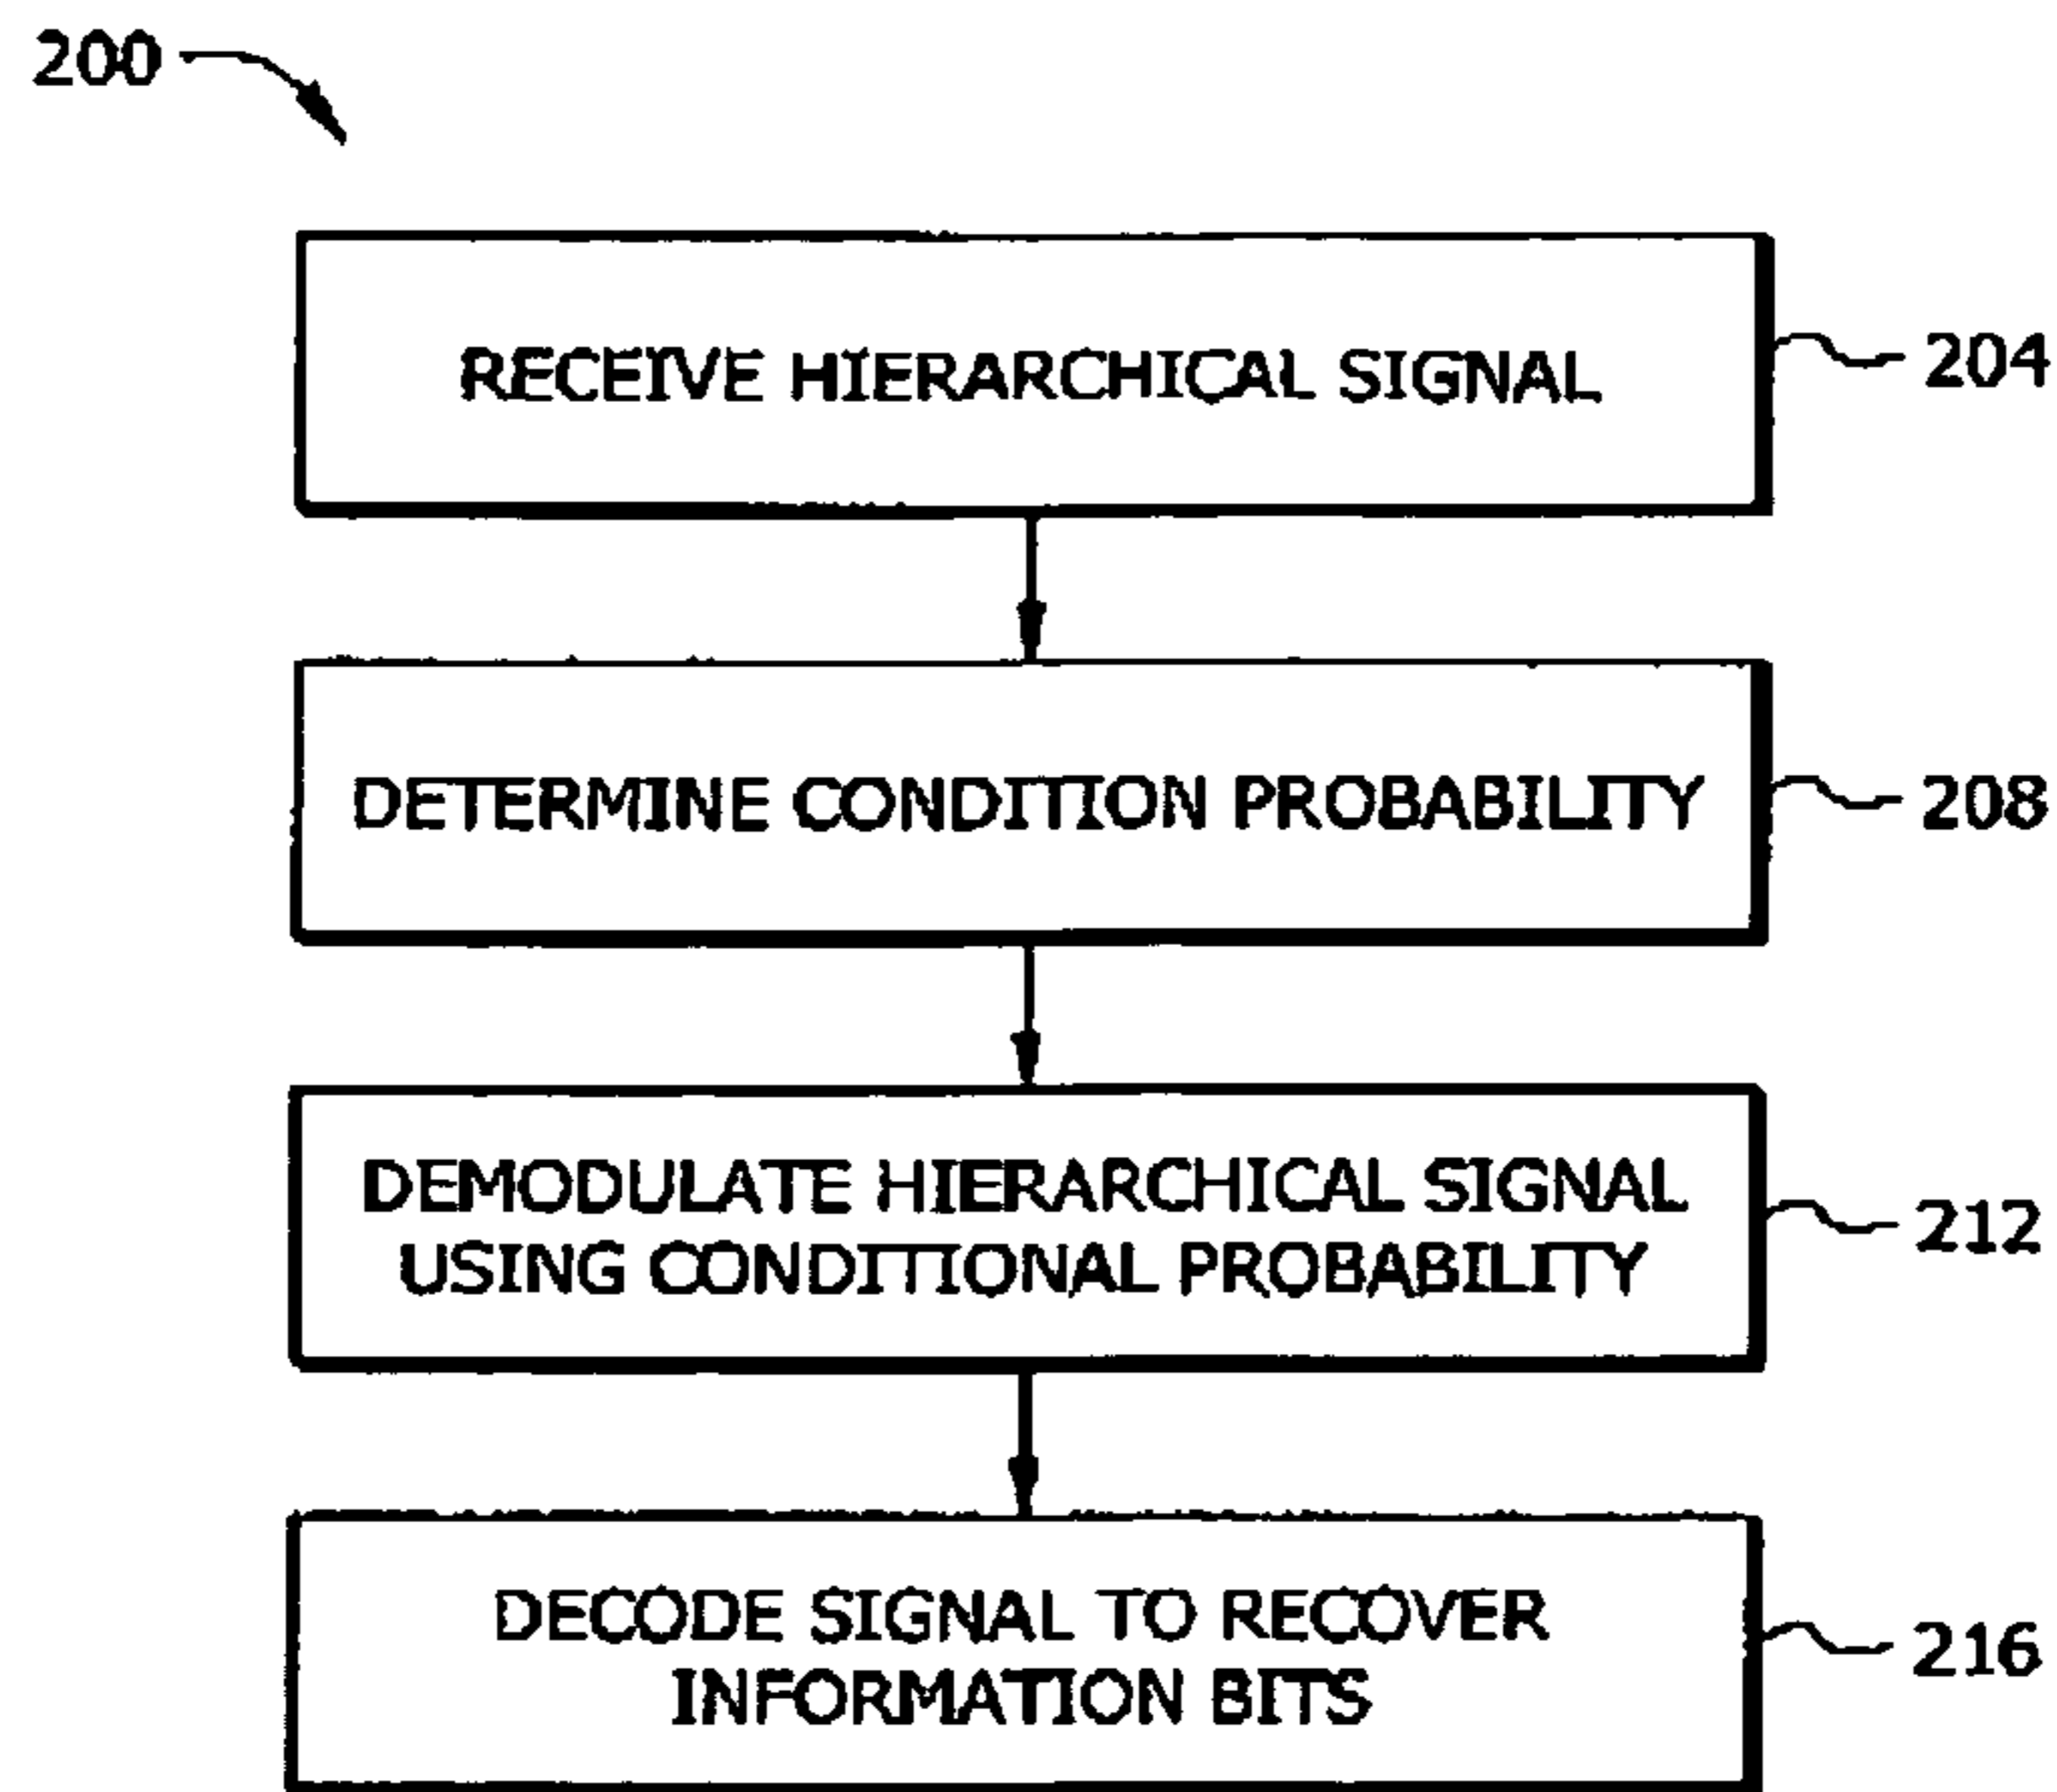 200
RECEIVE HIERARCHICAL SIGNAL
204
DETERMINE CONDITION PROBABILITY
208
DEMODULATE HIERARCHICAL SIGNAL
USING CONDITIONAL PROBABILITY
212
DECODE SIGNAL TO RECOVER
INFORMATION BITS
216